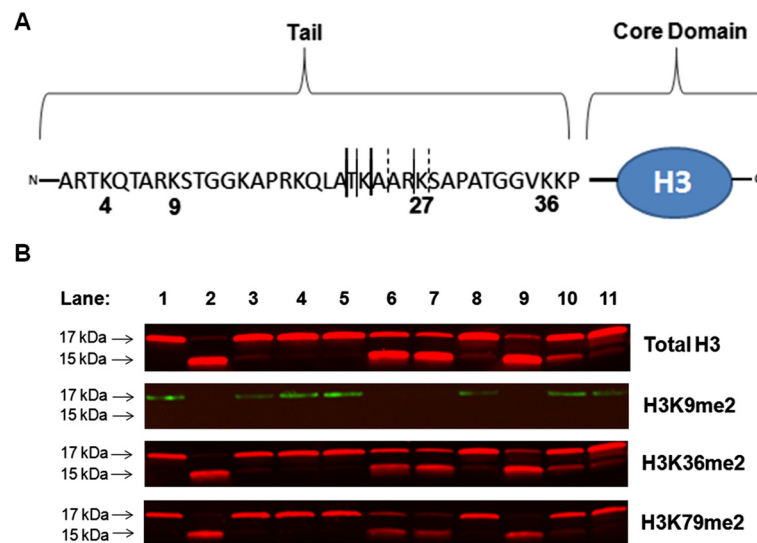 A
Tail
Core Domain
N
ARTKQTARKSTGGKAPRKQLATKAARKSAPATGGVKKP
H3
4 9 27 36
B
Lane: 1 2 3 4 5 6 7 8 9 10 11
17 kDa
Total H3
15 kDa
17 kDa
H3K9me2
15 kDa
17 kDa
H3K36me2
15 kDa
17 kDa
H3K79me2
15 kDa